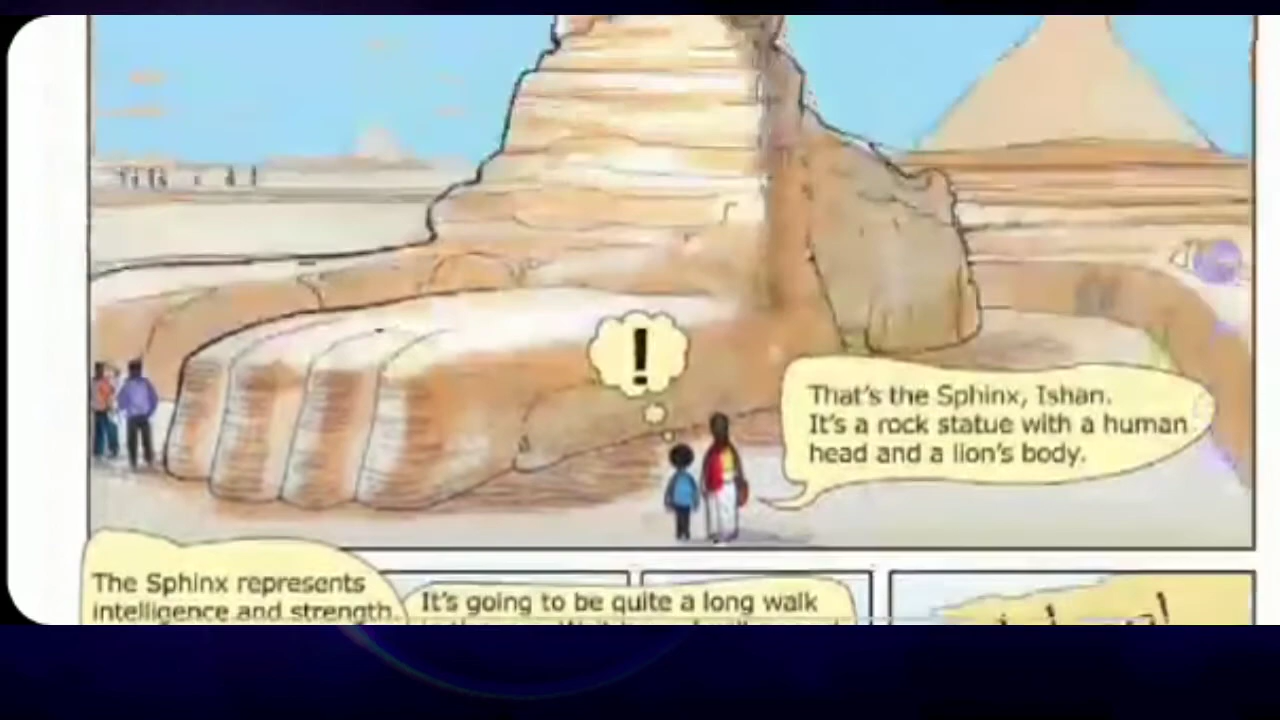 !
That's the Sphinx, Ishan.
It's a rock statue with a human
head and a lion's body.
The Sphinx represents
intelligence and strength.
It's going to be quite a long walk